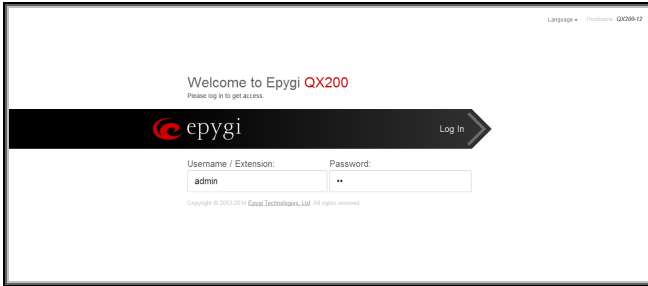 Language
Hostname: QX200-12
Welcome to Epygi QX200
Please log in to get access.
epygi
Log In
Username / Extension:
Password:
admin
••
Copyright © 2003-2014 Epygi Technologies, Ltd. All rights reserved.